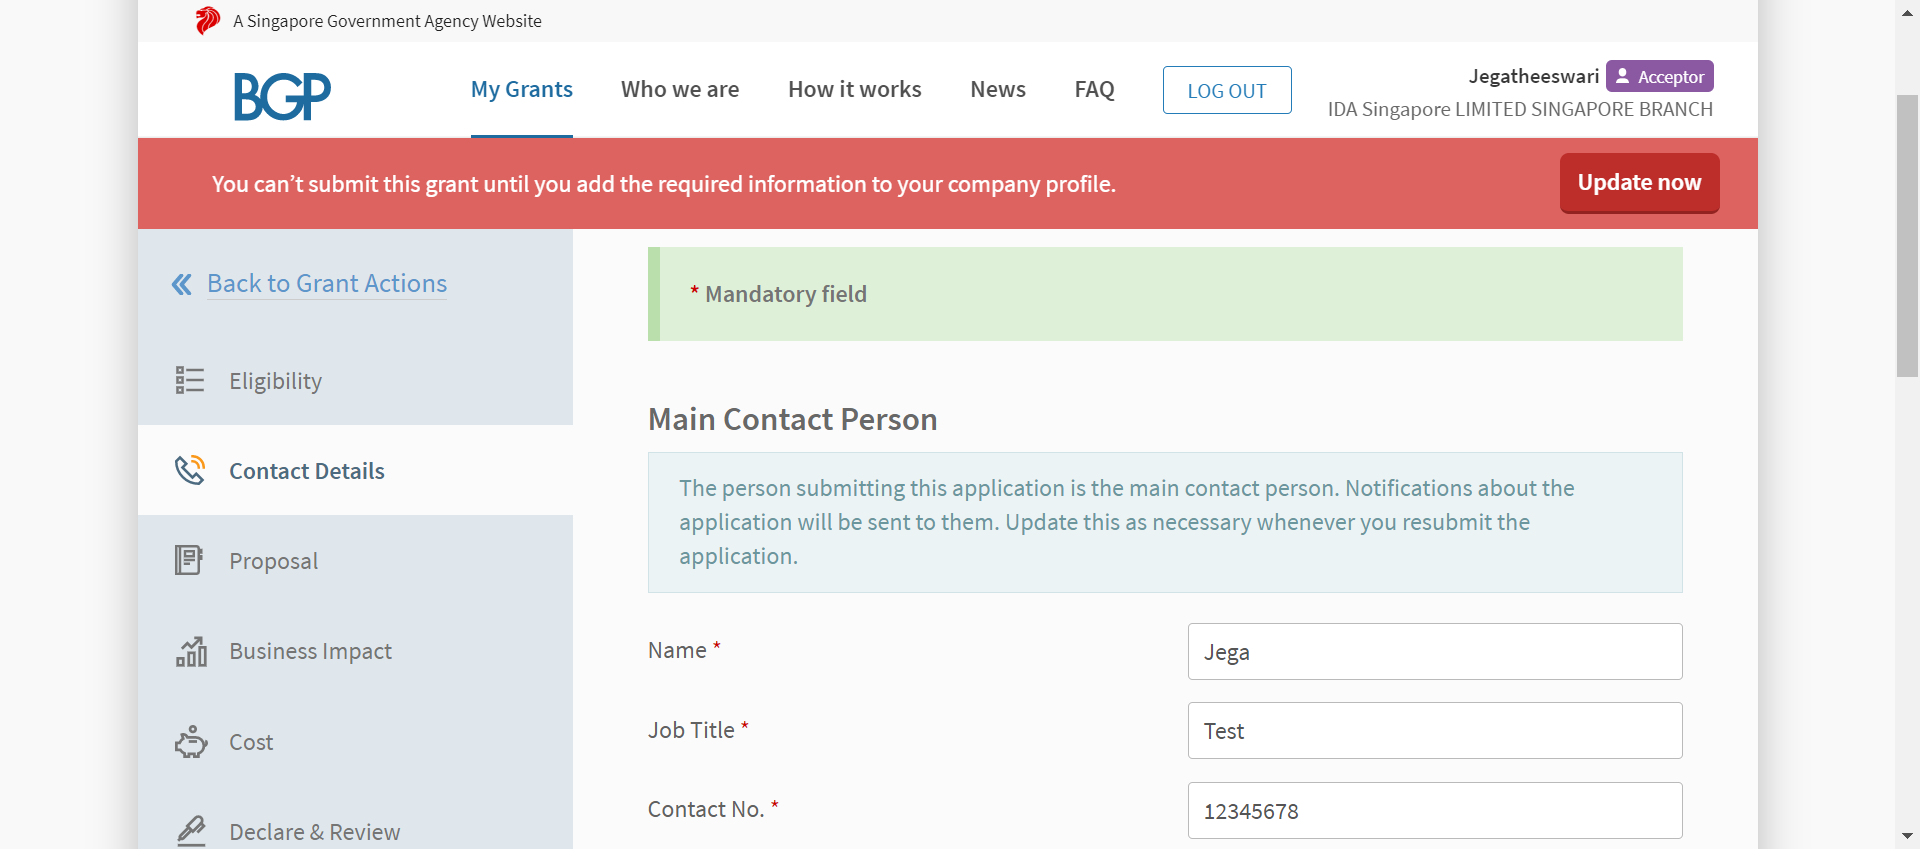 A Singapore Government Agency Website
BGP
My Grants
Who we are
How it works
News
FAQ
LOG OUT
Jegatheeswari
Acceptor
IDA Singapore LIMITED SINGAPORE BRANCH
You can’t submit this grant until you add the required information to your company profile.
Update now
Back to Grant Actions
Eligibility
Contact Details
Proposal
Business Impact
Cost
Declare & Review
* Mandatory field
Main Contact Person
The person submitting this application is the main contact person. Notifications about the
application will be sent to them. Update this as necessary whenever you resubmit the
application.
Name *
Jega
Job Title *
Test
Contact No. *
12345678